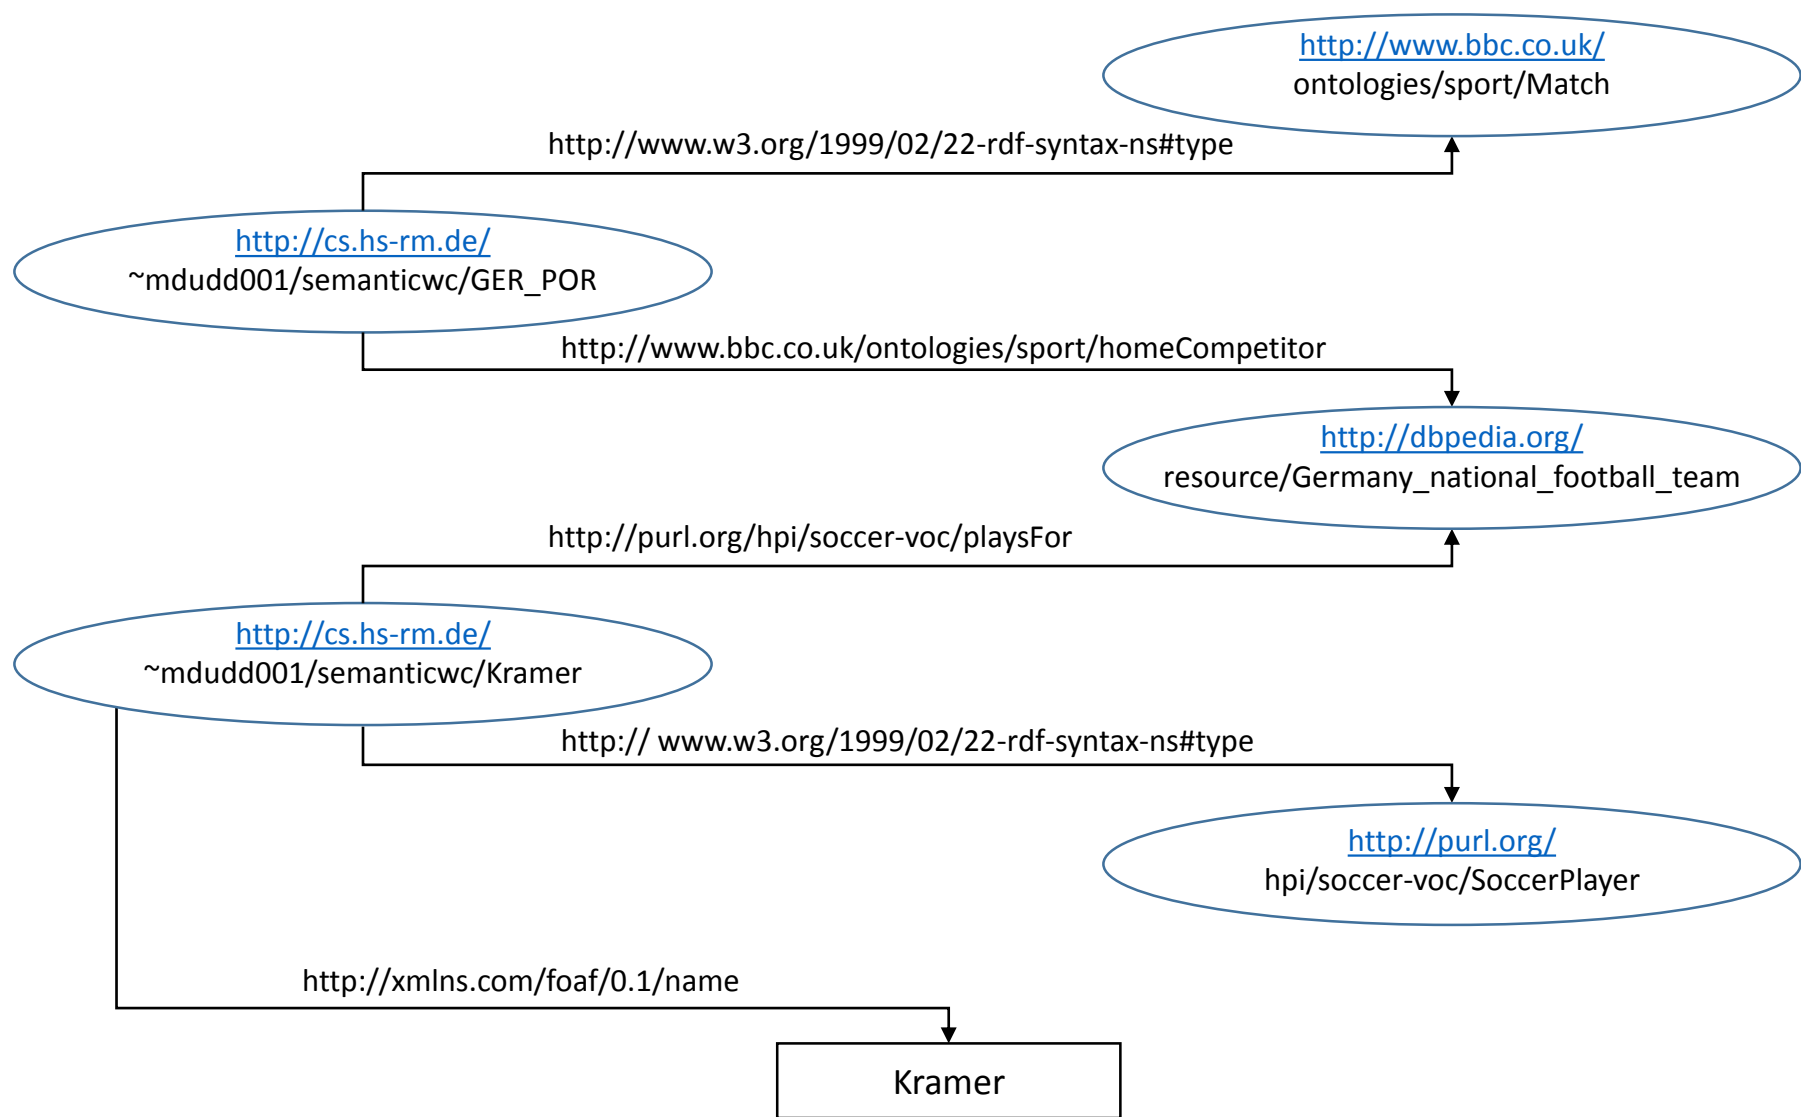 http://www.bbc.co.uk/
ontologies/sport/Match
http://www.w3.org/1999/02/22-rdf-syntax-ns#type
http://cs.hs-rm.de/
~mdudd001/semanticwc/GER_POR
http://www.bbc.co.uk/ontologies/sport/homeCompetitor
http://dbpedia.org/
resource/Germany_national_football_team
http://purl.org/hpi/soccer-voc/playsFor
http://cs.hs-rm.de/
~mdudd001/semanticwc/Kramer
http:// www.w3.org/1999/02/22-rdf-syntax-ns#type
http://purl.org/
hpi/soccer-voc/SoccerPlayer
http://xmlns.com/foaf/0.1/name
Kramer